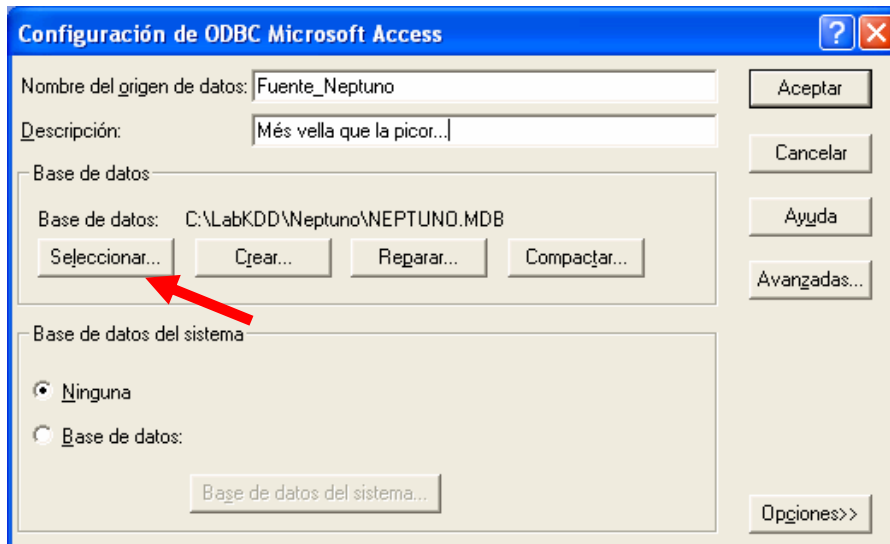 Configuración de ODBC Microsoft Access
Nombre del origen de datos: Fuente_Neptuno
Aceptar
Descripción: Més vella que la picor...
Cancelar
Base de datos
Base de datos: C:\LabKDD\Neptuno\NEPTUNO.MDB
Ayuda
Seleccionar... Crear... Reparar... Compactar...
Avanzadas...
Base de datos del sistema
Ninguna
Base de datos:
Base de datos del sistema...
Opciones>>